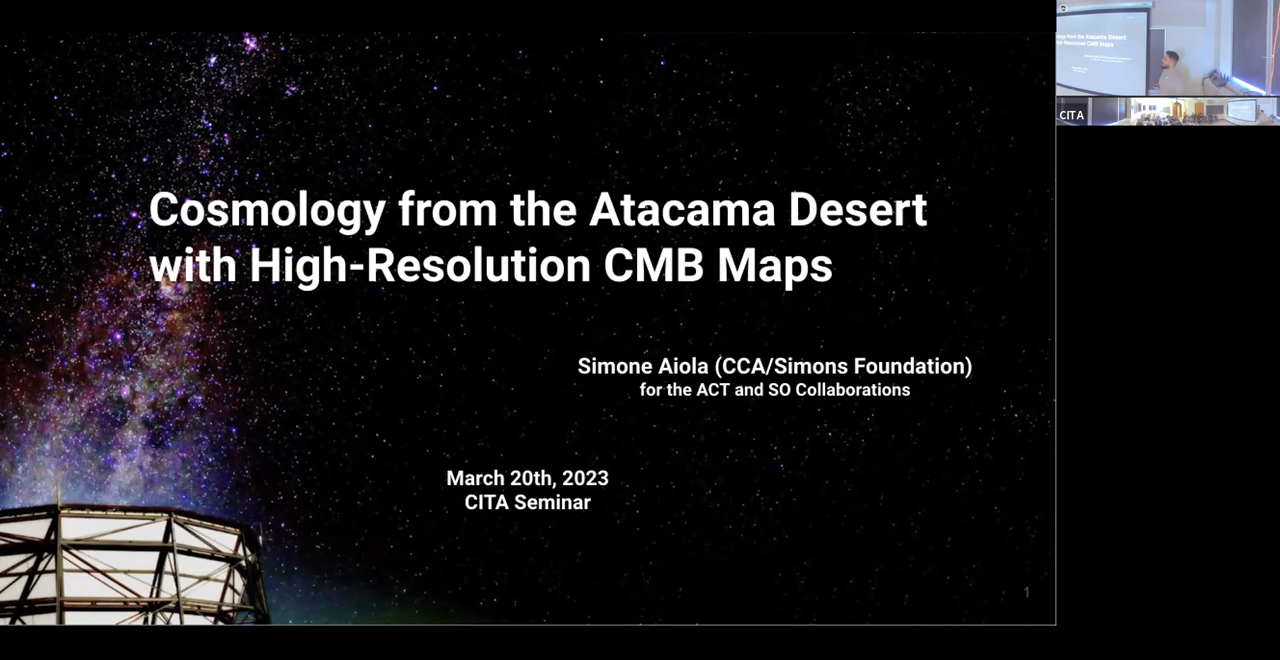 Cosmology from the Atacama Desert
with High-Resolution CMB Maps
Simone Aiola (CCA/Simons Foundation)
for the ACT and SO Collaborations
March 20th, 2023
CITA Seminar
1
CITA